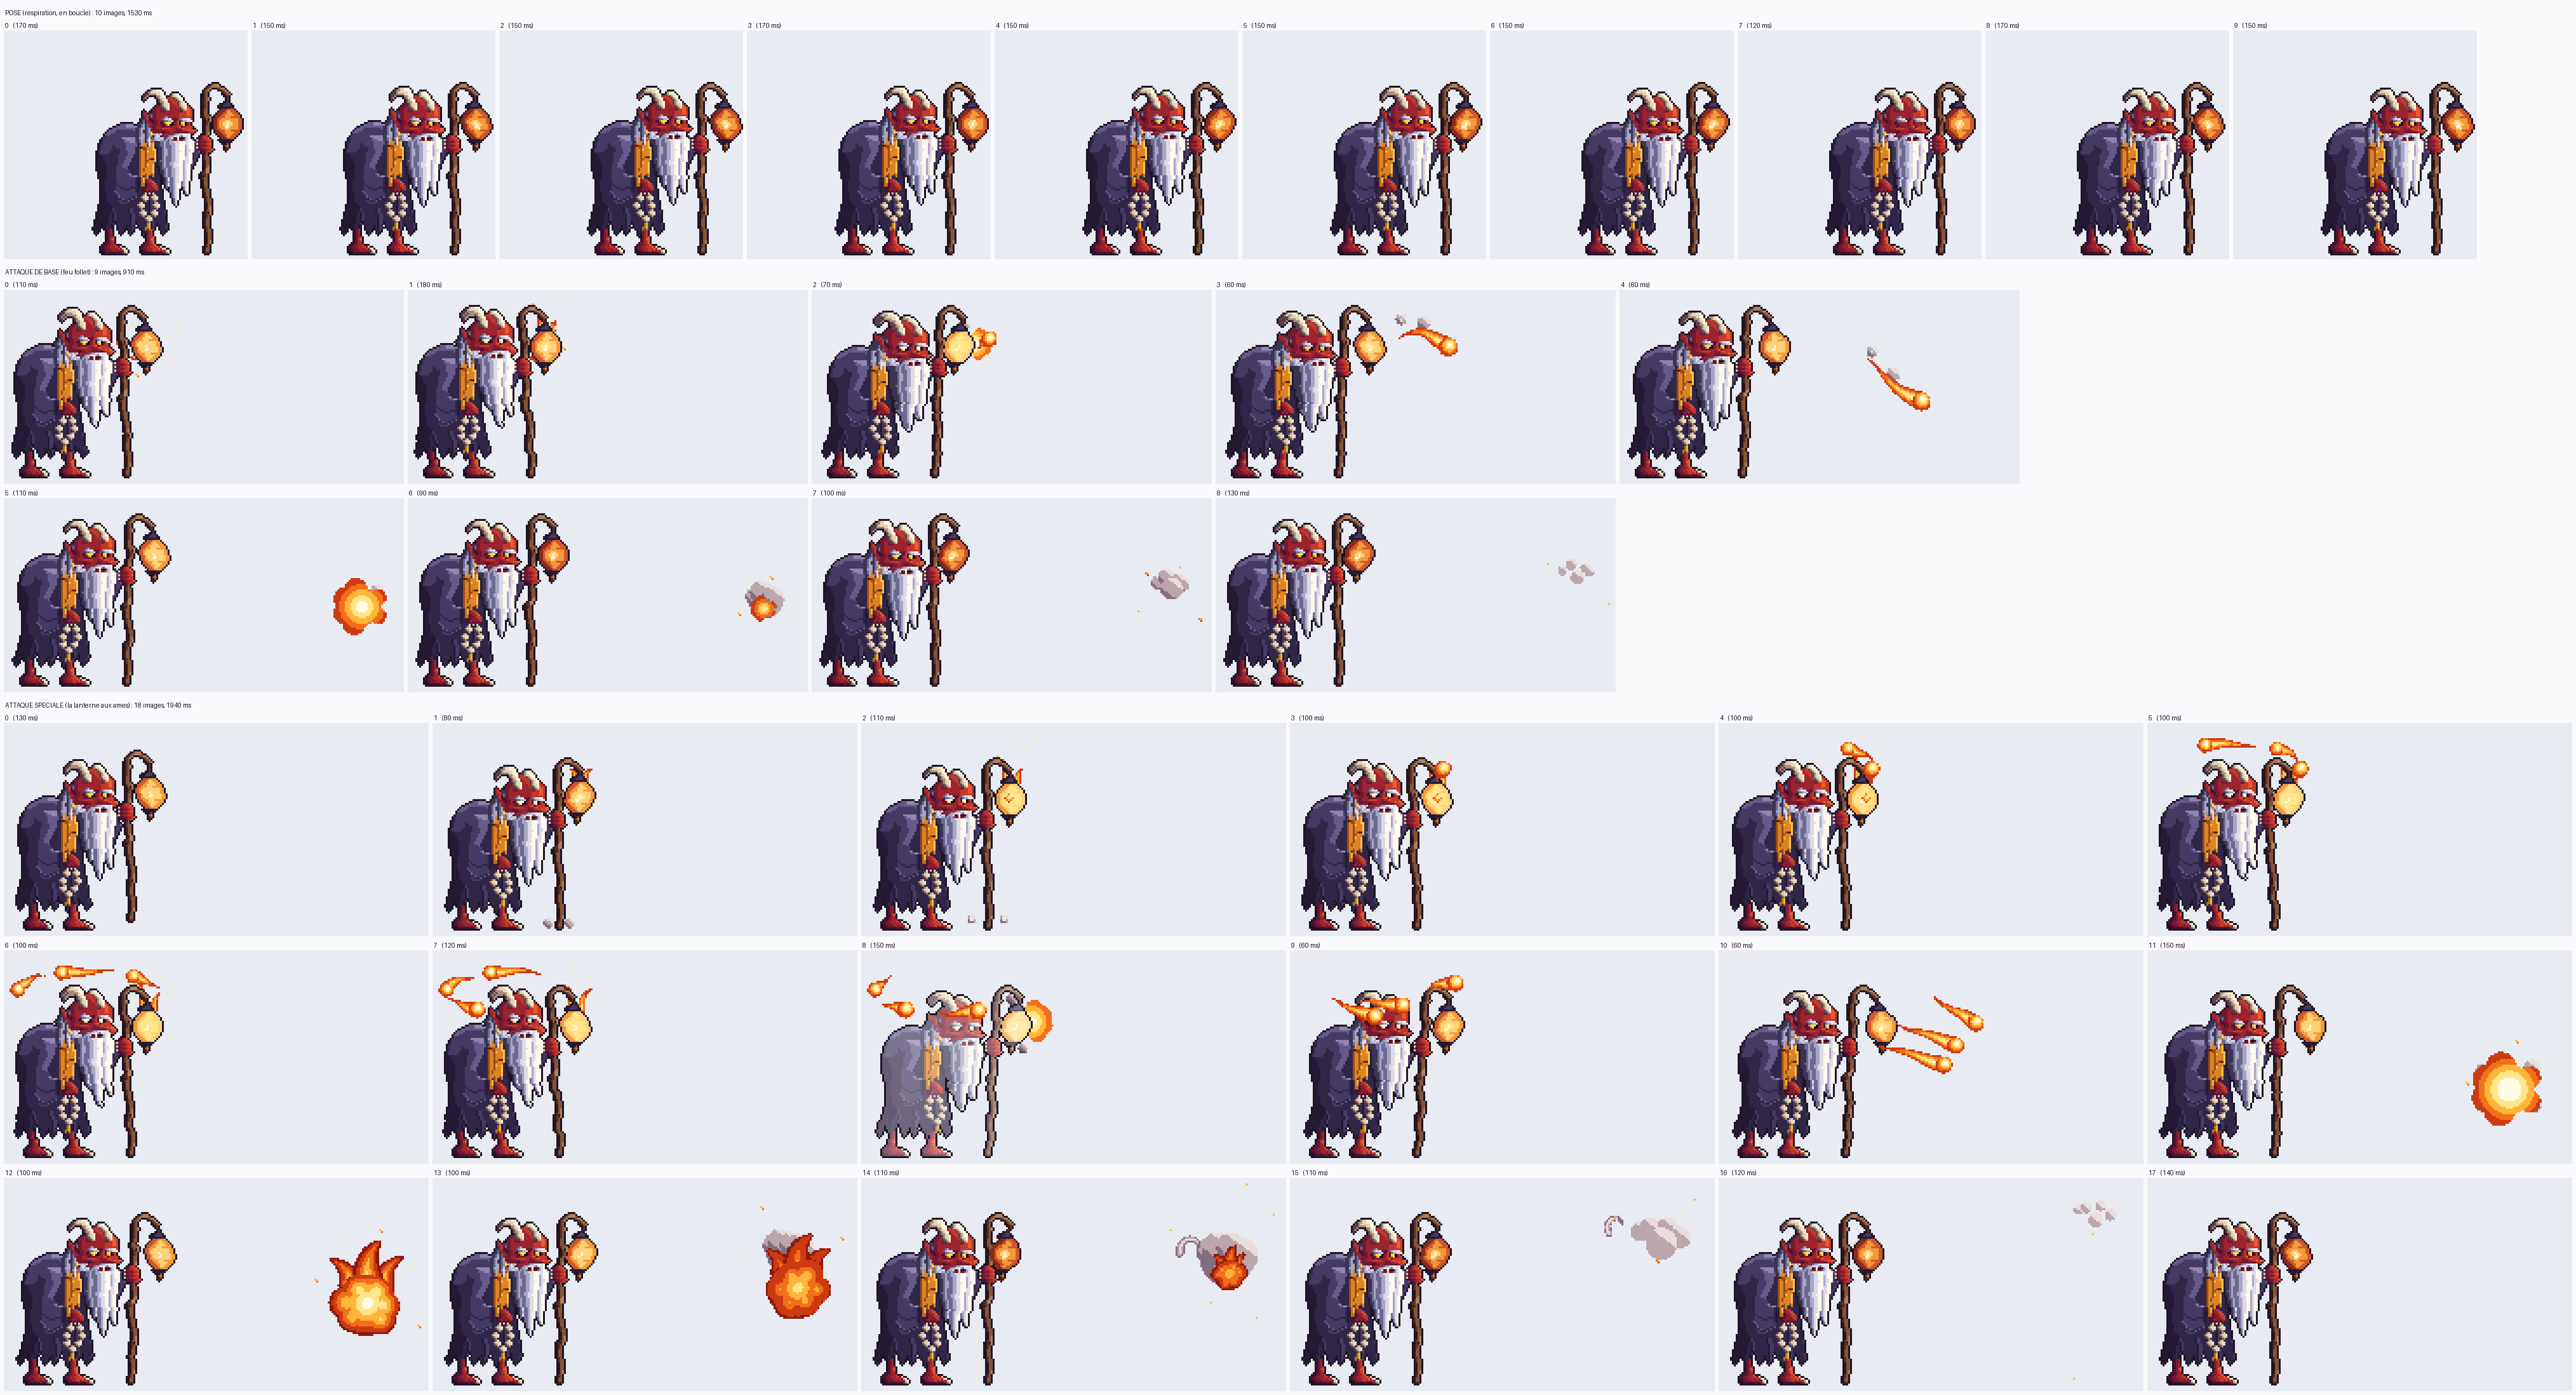 POSE (respiration, en boucle) : 10 images, 1530 ms
0 (170 ms) 1 (150 ms) 2 (150 ms) 3 (170 ms) 4 (150 ms) 5 (150 ms) 6 (150 ms) 7 (120 ms) 8 (170 ms) 9 (150 ms)
ATTAQUE DE BASE (feu follet) : 9 images, 910 ms
0 (110 ms) 1 (180 ms) 2 (70 ms) 3 (60 ms) 4 (60 ms)
5 (110 ms) 6 (90 ms) 7 (100 ms) 8 (130 ms)
ATTAQUE SPECIALE (la lanterne aux ames) : 18 images, 1940 ms
0 (130 ms) 1 (80 ms) 2 (110 ms) 3 (100 ms) 4 (100 ms) 5 (100 ms)
6 (100 ms) 7 (120 ms) 8 (150 ms) 9 (60 ms) 10 (60 ms) 11 (150 ms)
12 (100 ms) 13 (100 ms) 14 (110 ms) 15 (110 ms) 16 (120 ms) 17 (140 ms)